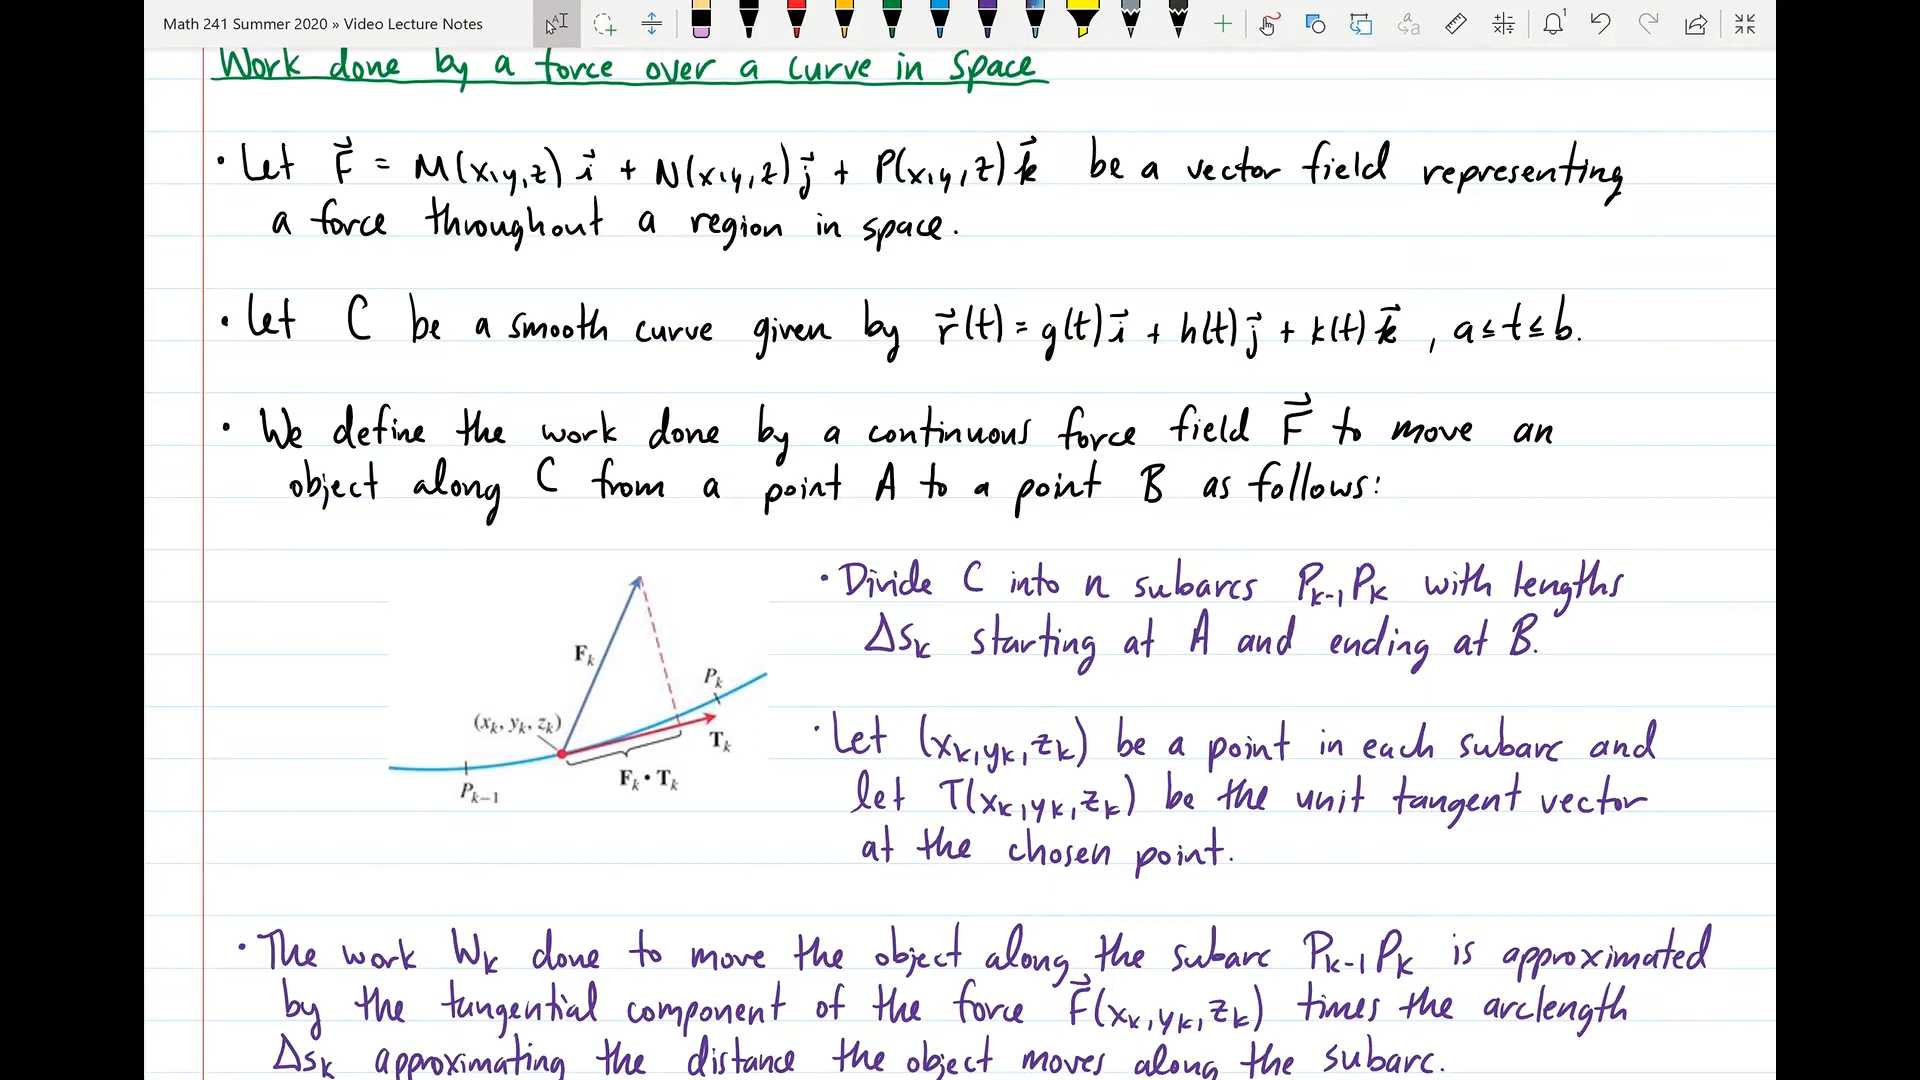 Math 241 Summer 2020 » Video Lecture Notes
1
Work done by a force over a curve in space
• Let F⃗ = M(x,y,z) i⃗ + N(x,y,z) j⃗ + P(x,y,z) k⃗ be a vector field representing
a force throughout a region in space.
• Let C be a smooth curve given by r⃗(t) = g(t) i⃗ + h(t) j⃗ + k(t) k⃗ , a≤t≤b.
• We define the work done by a continuous force field F⃗ to move an
object along C from a point A to a point B as follows:
F_k
P_k
(x_k, y_k, z_k)
T_k
F_k • T_k
P_{k−1}
• Divide C into n subarcs P_{k-1}P_k with lengths
Δs_k starting at A and ending at B.
• Let (x_k, y_k, z_k) be a point in each subarc and
let T(x_k, y_k, z_k) be the unit tangent vector
at the chosen point.
• The work W_k done to move the object along the subarc P_{k-1}P_k is approximated
by the tangential component of the force F⃗(x_k, y_k, z_k) times the arclength
Δs_k approximating the distance the object moves along the subarc.